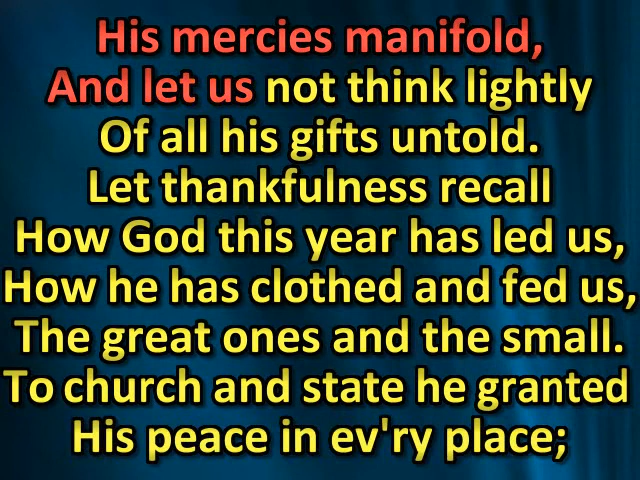 His mercies manifold,
And let us not think lightly
Of all his gifts untold.
Let thankfulness recall
How God this year has led us,
How he has clothed and fed us,
The great ones and the small.
To church and state he granted
His peace in ev'ry place;